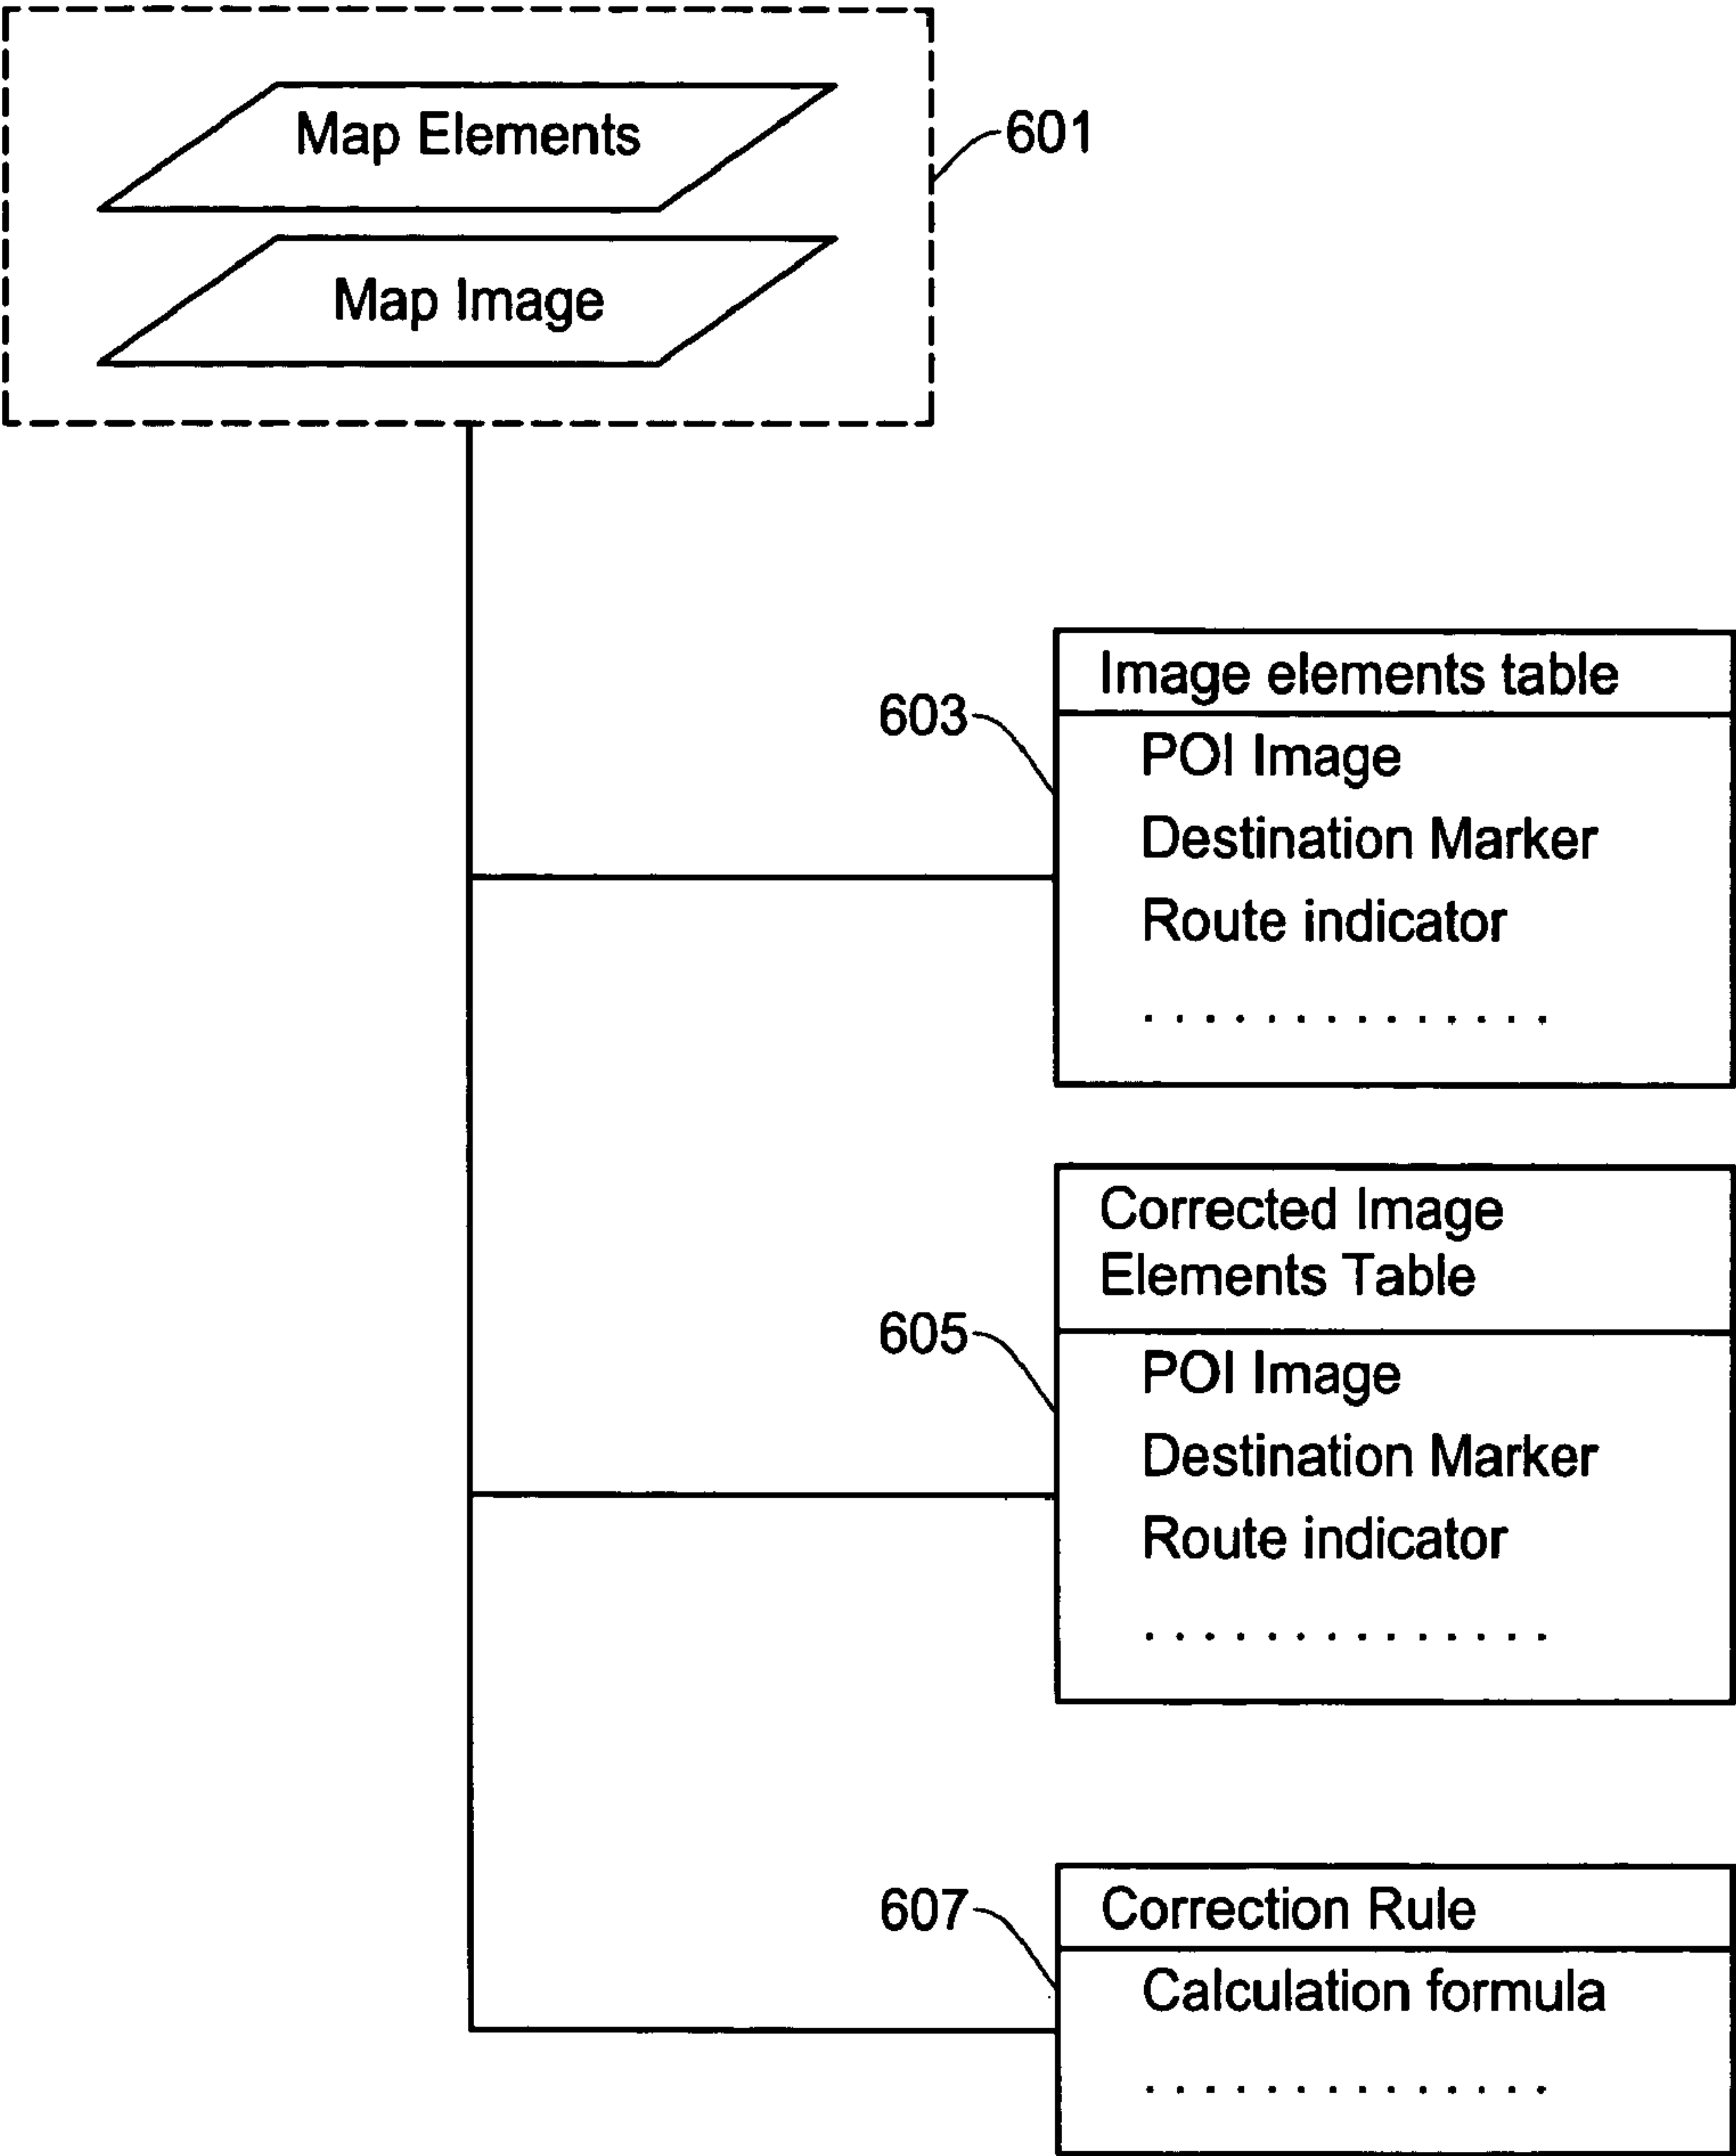 Map Elements
Map Image
601
Image elements table
603
POI Image
Destination Marker
Route indicator
. . . . . . . . . . . . . .
Corrected Image
Elements Table
605
POI Image
Destination Marker
Route indicator
. . . . . . . . . . . . . .
607
Correction Rule
Calculation formula
. . . . . . . . . . . . . .